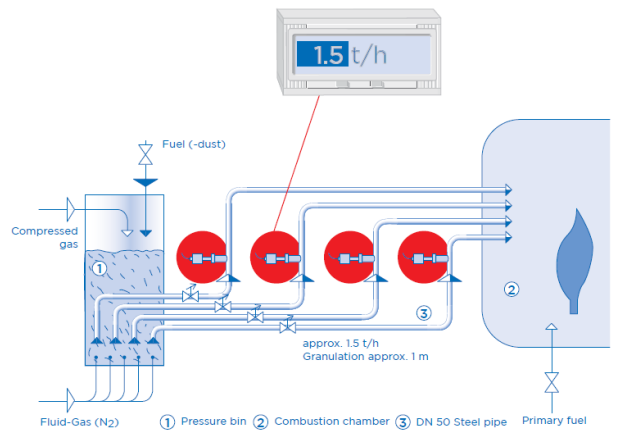 1.5 t/h
Fuel (-dust)
Compressed
gas
1
2
3
approx. 1.5 t/h
Granulation approx. 1 m
Fluid-Gas (N2)
1 Pressure bin 2 Combustion chamber 3 DN 50 Steel pipe
Primary fuel